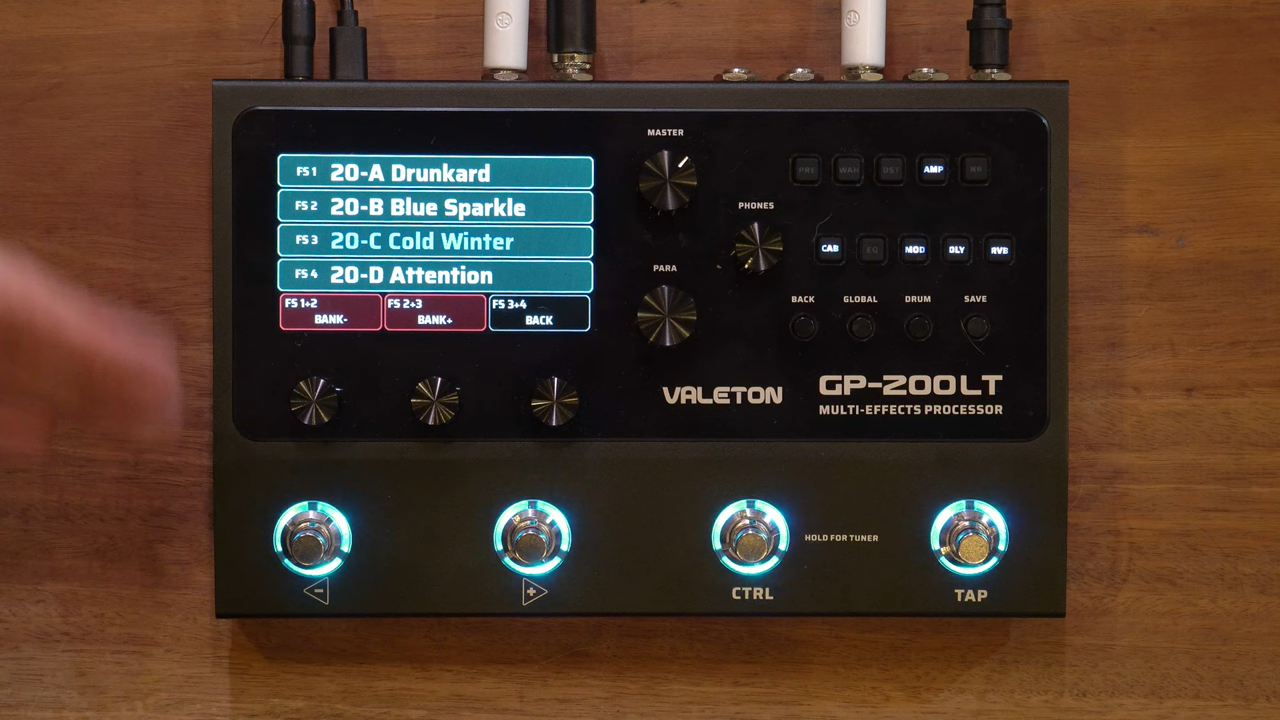 FS 1 20-A Drunkard
FS 2 20-B Blue Sparkle
FS 3 20-C Cold Winter
FS 4 20-D Attention
FS 1+2 BANK-
FS 2+3 BANK+
FS 3+4 BACK
MASTER
PHONES
PARA
PRE WAH DST AMP NR
CAB EQ MOD DLY RVB
BACK GLOBAL DRUM SAVE
VALETON
GP-200LT
MULTI-EFFECTS PROCESSOR
HOLD FOR TUNER
- + CTRL TAP